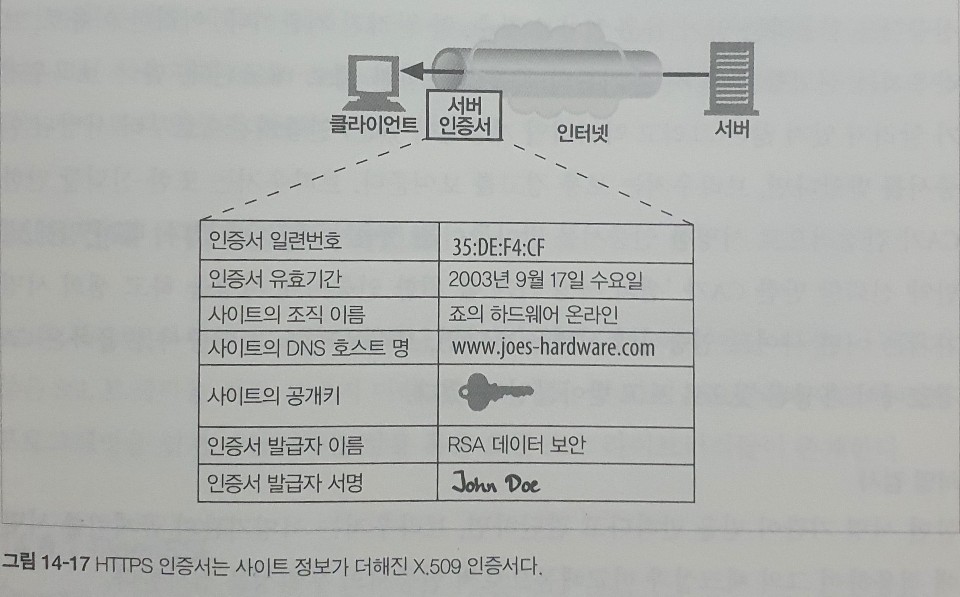 클라이언트
서버
인증서
인터넷
서버
인증서 일련번호 35:DE:F4:CF
인증서 유효기간 2003년 9월 17일 수요일
사이트의 조직 이름 죠의 하드웨어 온라인
사이트의 DNS 호스트 명 www.joes-hardware.com
사이트의 공개키
인증서 발급자 이름 RSA 데이터 보안
인증서 발급자 서명 John Doe
그림 14-17 HTTPS 인증서는 사이트 정보가 더해진 X.509 인증서다.